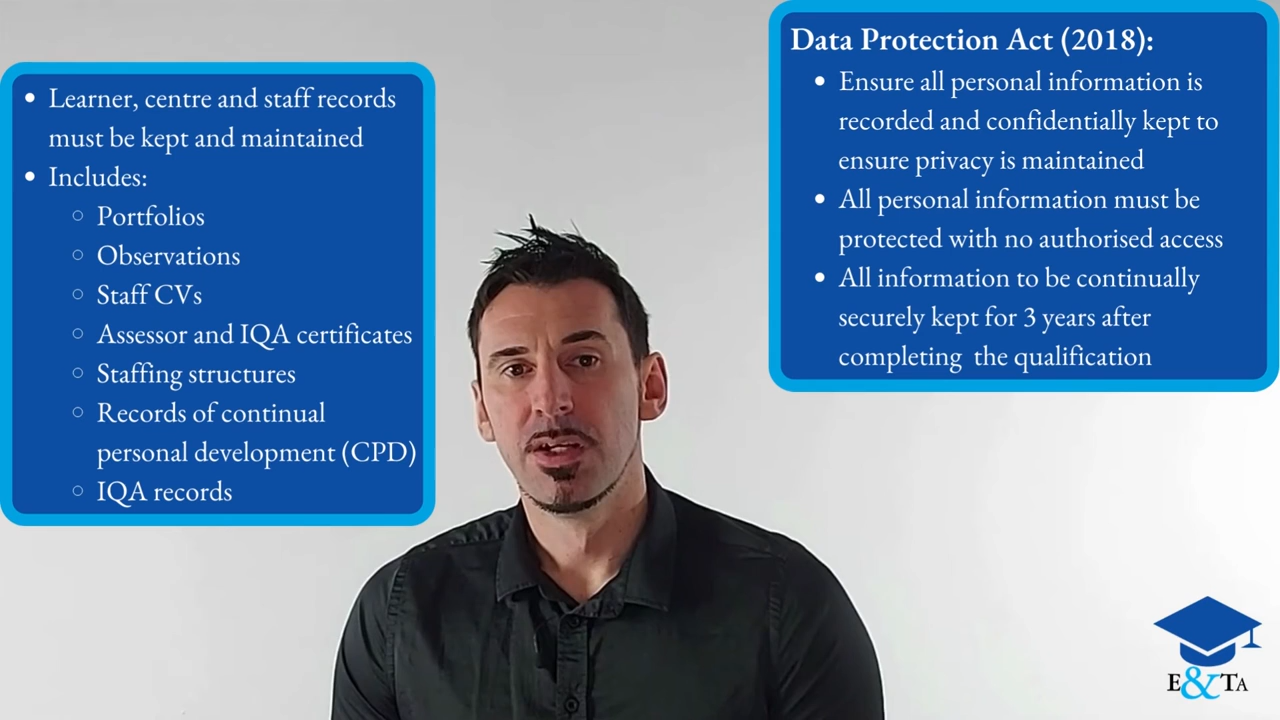 Learner, centre and staff records
must be kept and maintained
Includes:
Portfolios
Observations
Staff CVs
Assessor and IQA certificates
Staffing structures
Records of continual
personal development (CPD)
IQA records
Data Protection Act (2018):
Ensure all personal information is
recorded and confidentially kept to
ensure privacy is maintained
All personal information must be
protected with no authorised access
All information to be continually
securely kept for 3 years after
completing the qualification
E&TA